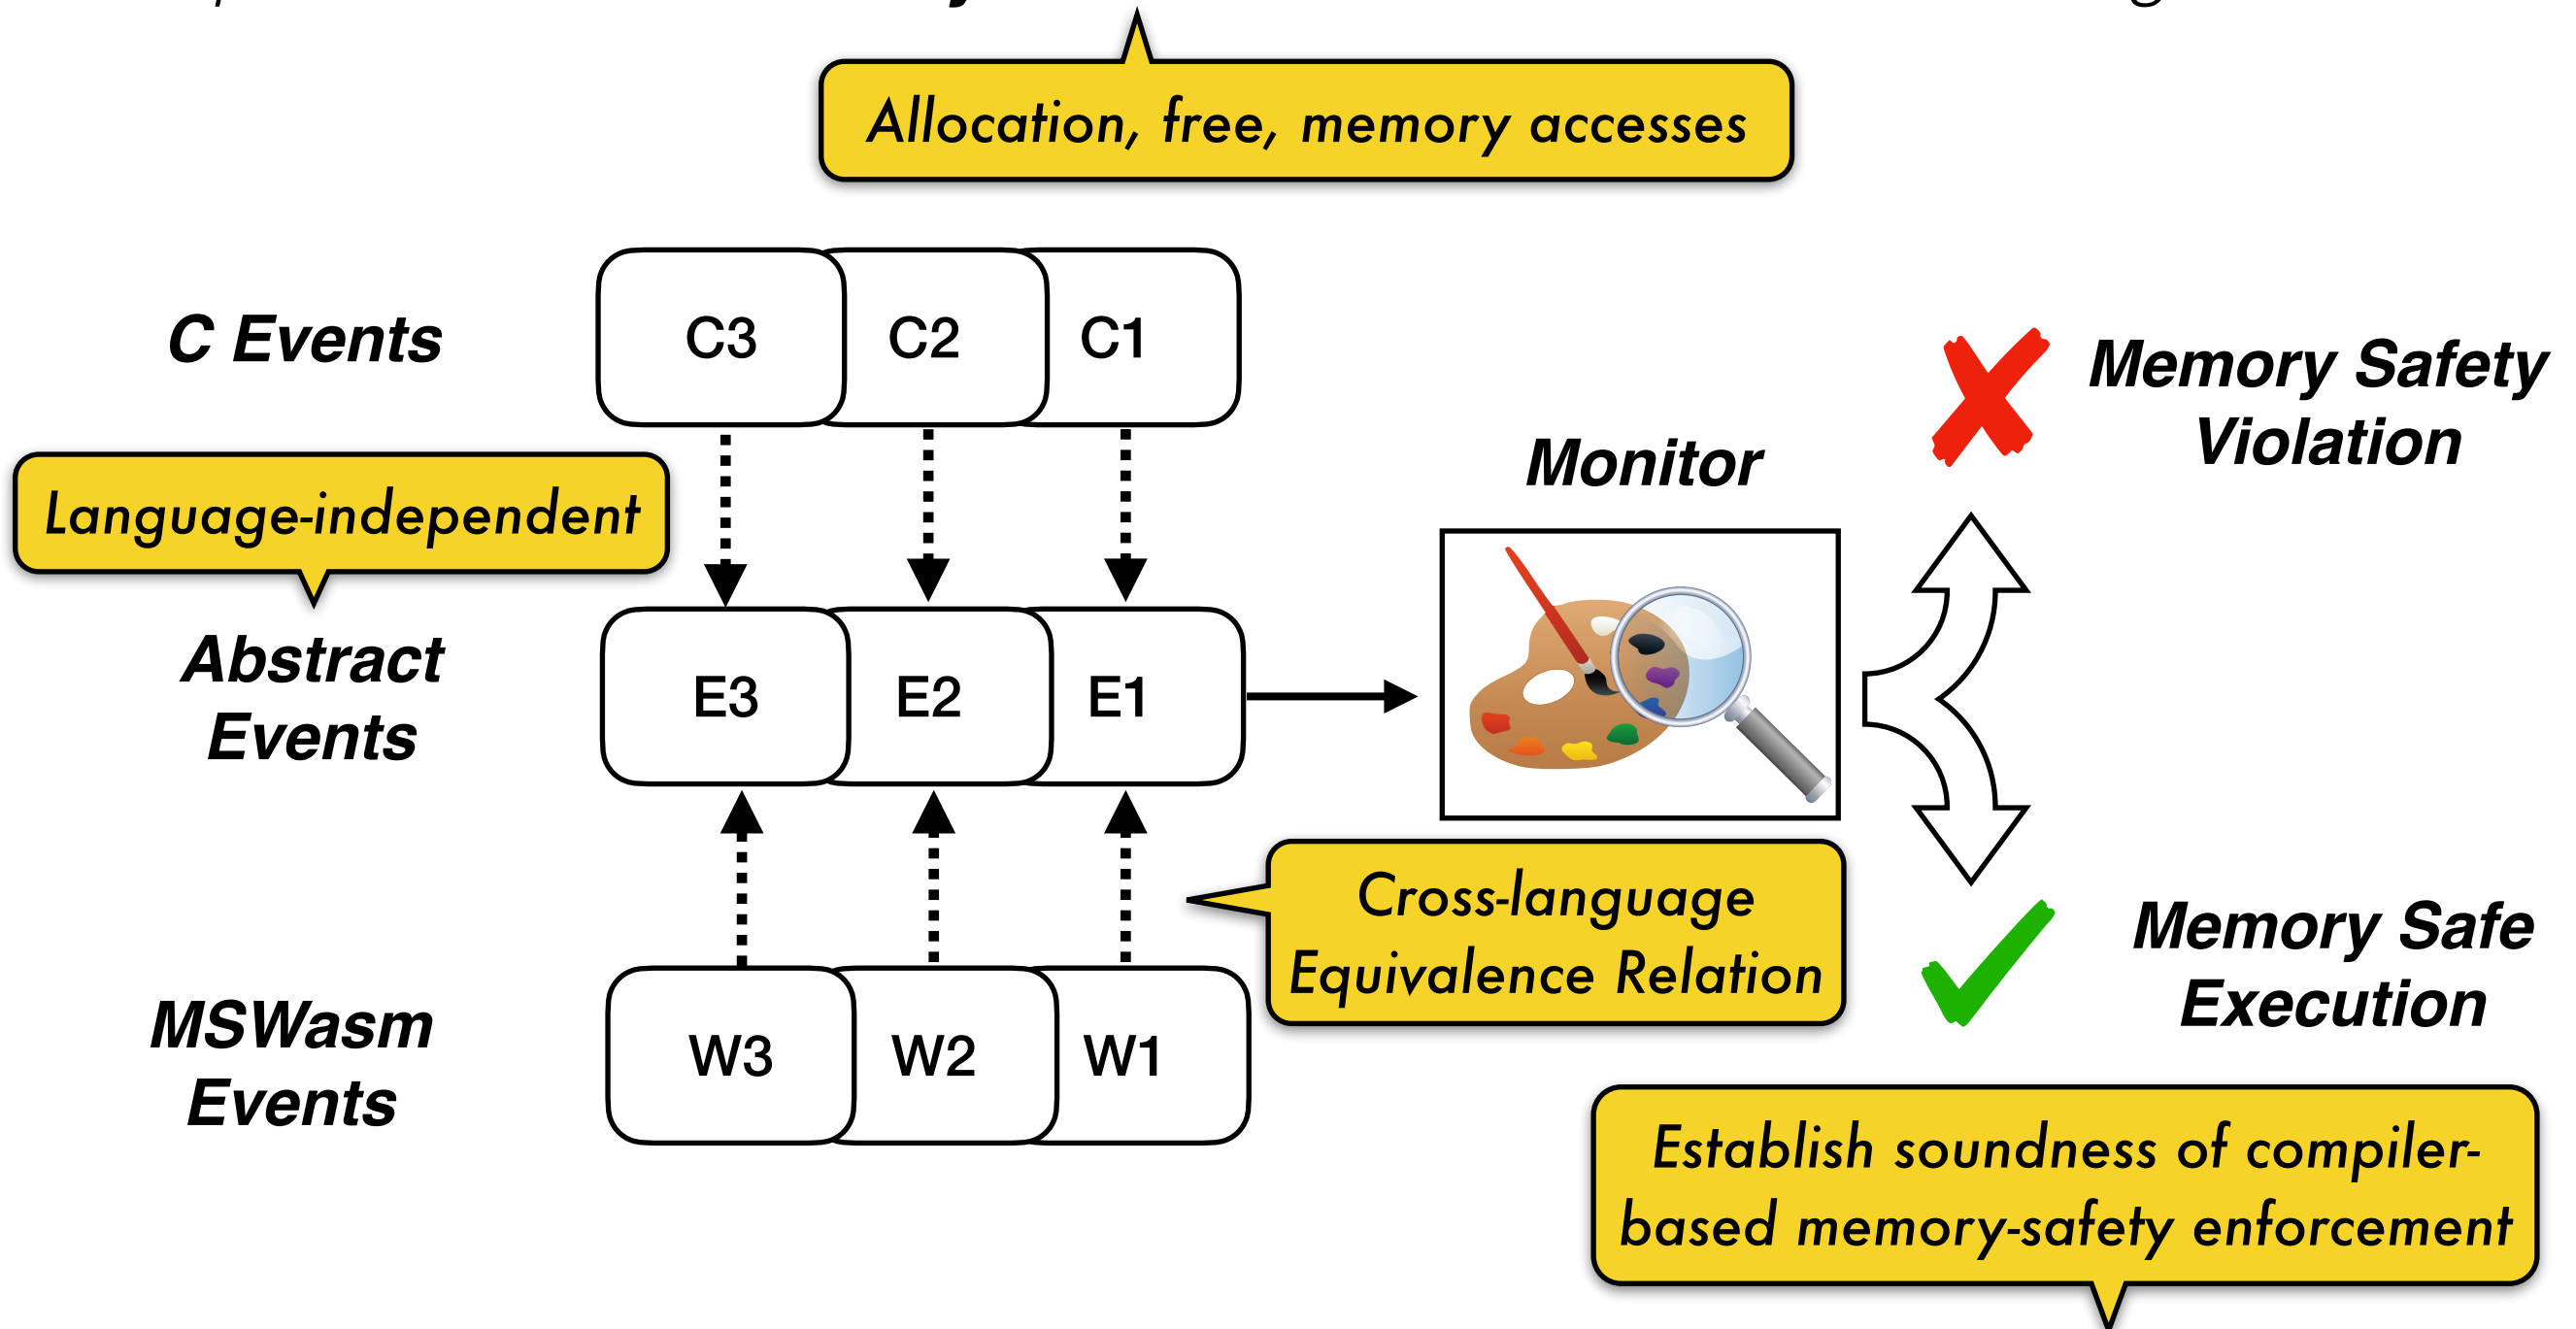 Allocation, free, memory accesses
C Events
C3 C2 C1
Memory Safety
Violation
Monitor
Language-independent
Abstract
Events
E3 E2 E1
Cross-language
Equivalence Relation
Memory Safe
Execution
MSWasm
Events
W3 W2 W1
Establish soundness of compiler-
based memory-safety enforcement